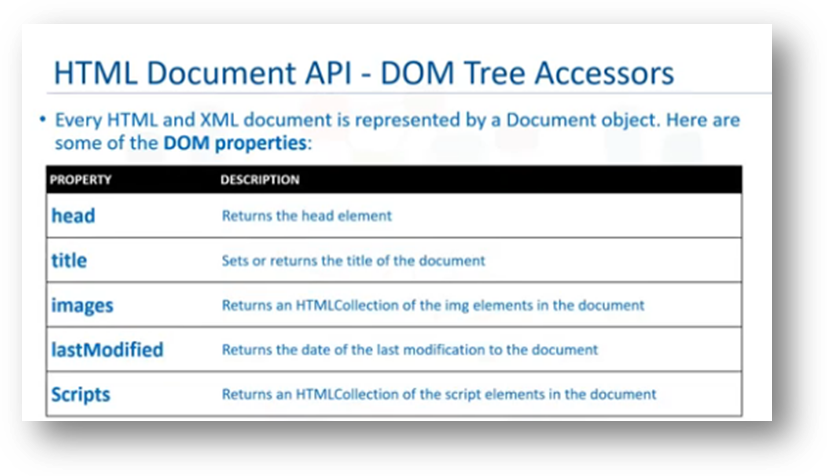 HTML Document API - DOM Tree Accessors
• Every HTML and XML document is represented by a Document object. Here are
some of the DOM properties:
PROPERTY DESCRIPTION
head Returns the head element
title Sets or returns the title of the document
images Returns an HTMLCollection of the img elements in the document
lastModified Returns the date of the last modification to the document
Scripts Returns an HTMLCollection of the script elements in the document